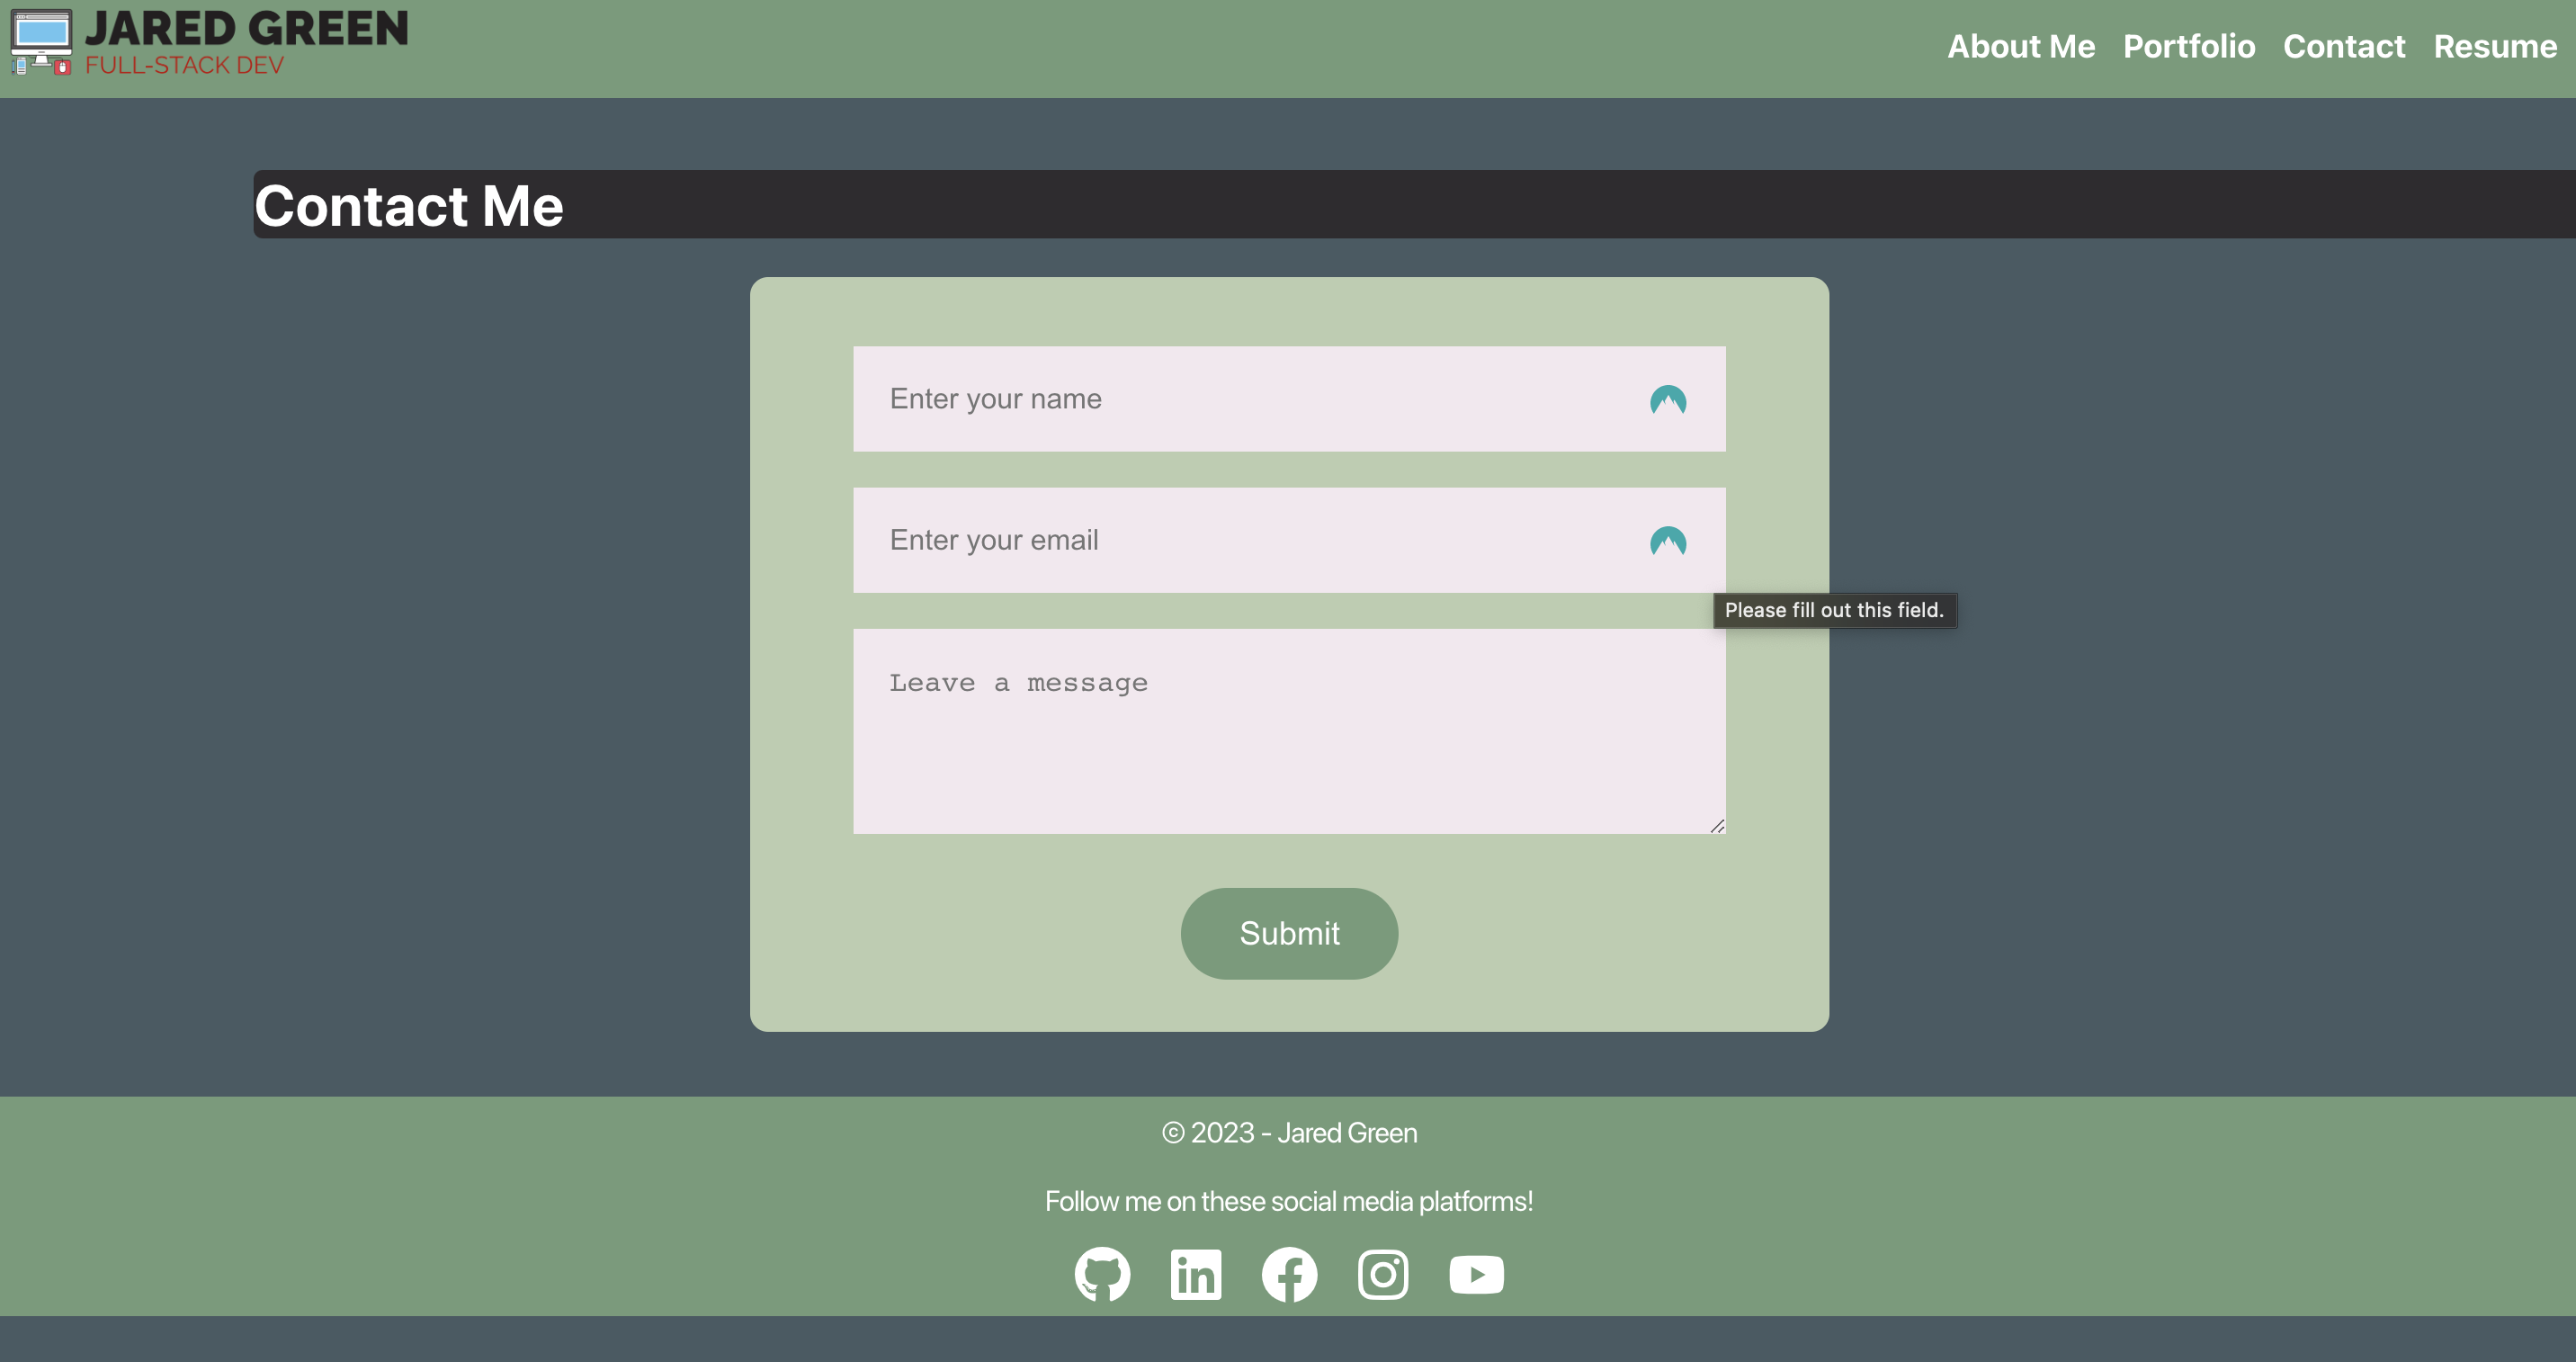 JARED GREEN
FULL-STACK DEV
About Me Portfolio Contact Resume
Contact Me
Enter your name
Enter your email
Please fill out this field.
Leave a message
Submit
© 2023 - Jared Green
Follow me on these social media platforms!